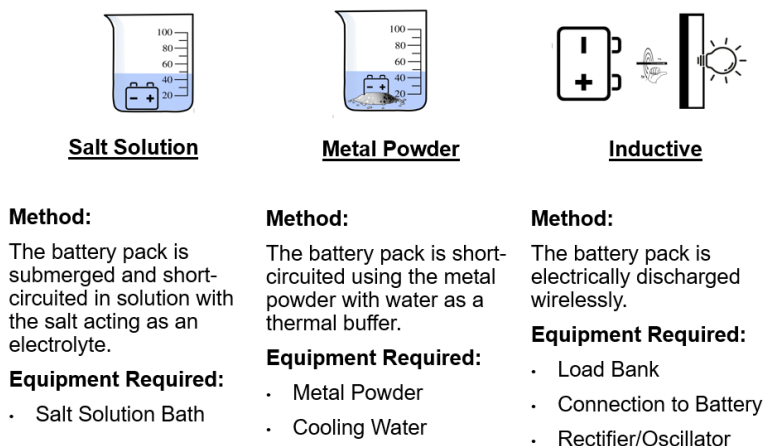 100
80
60
40
20
- +
Salt Solution
Method:
The battery pack is
submerged and short-
circuited in solution with
the salt acting as an
electrolyte.
Equipment Required:
• Salt Solution Bath
100
80
60
40
20
- +
Metal Powder
Method:
The battery pack is short-
circuited using the metal
powder with water as a
thermal buffer.
Equipment Required:
• Metal Powder
• Cooling Water
Inductive
Method:
The battery pack is
electrically discharged
wirelessly.
Equipment Required:
• Load Bank
• Connection to Battery
• Rectifier/Oscillator